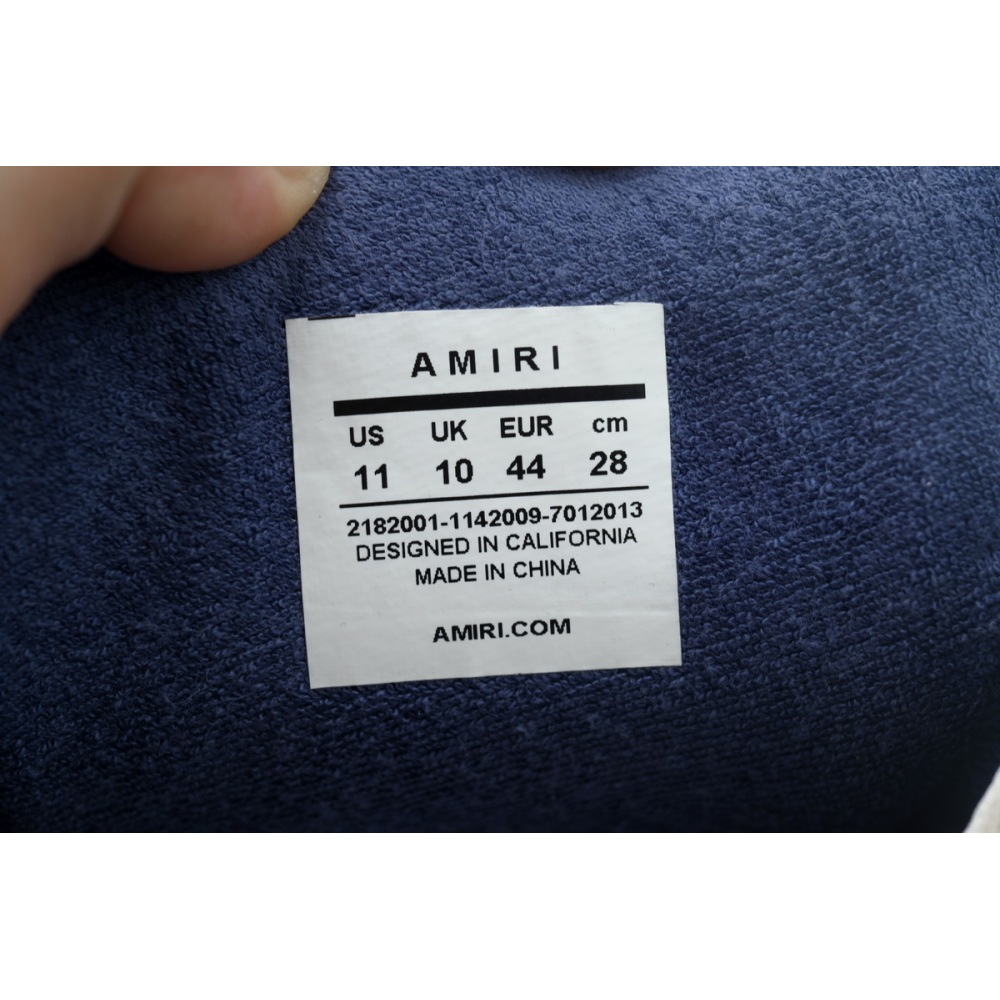 AMIRI
US UK EUR cm
11 10 44 28
2182001-1142009-7012013
DESIGNED IN CALIFORNIA
MADE IN CHINA
AMIRI.COM